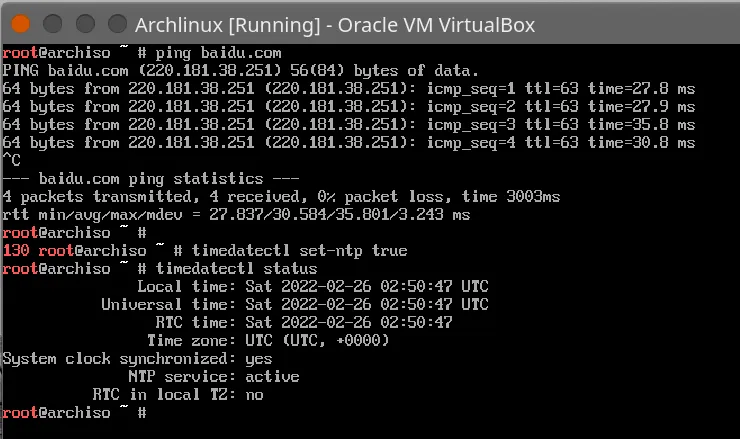 Archlinux [Running] - Oracle VM VirtualBox
root@archiso ~ # ping baidu.com
PING baidu.com (220.181.38.251) 56(84) bytes of data.
64 bytes from 220.181.38.251 (220.181.38.251): icmp_seq=1 ttl=63 time=27.8 ms
64 bytes from 220.181.38.251 (220.181.38.251): icmp_seq=2 ttl=63 time=27.9 ms
64 bytes from 220.181.38.251 (220.181.38.251): icmp_seq=3 ttl=63 time=35.8 ms
64 bytes from 220.181.38.251 (220.181.38.251): icmp_seq=4 ttl=63 time=30.8 ms
^C
--- baidu.com ping statistics ---
4 packets transmitted, 4 received, 0% packet loss, time 3003ms
rtt min/avg/max/mdev = 27.837/30.584/35.801/3.243 ms
root@archiso ~ #
130 root@archiso ~ # timedatectl set-ntp true
root@archiso ~ # timedatectl status
Local time: Sat 2022-02-26 02:50:47 UTC
Universal time: Sat 2022-02-26 02:50:47 UTC
RTC time: Sat 2022-02-26 02:50:47
Time zone: UTC (UTC, +0000)
System clock synchronized: yes
NTP service: active
RTC in local TZ: no
root@archiso ~ #